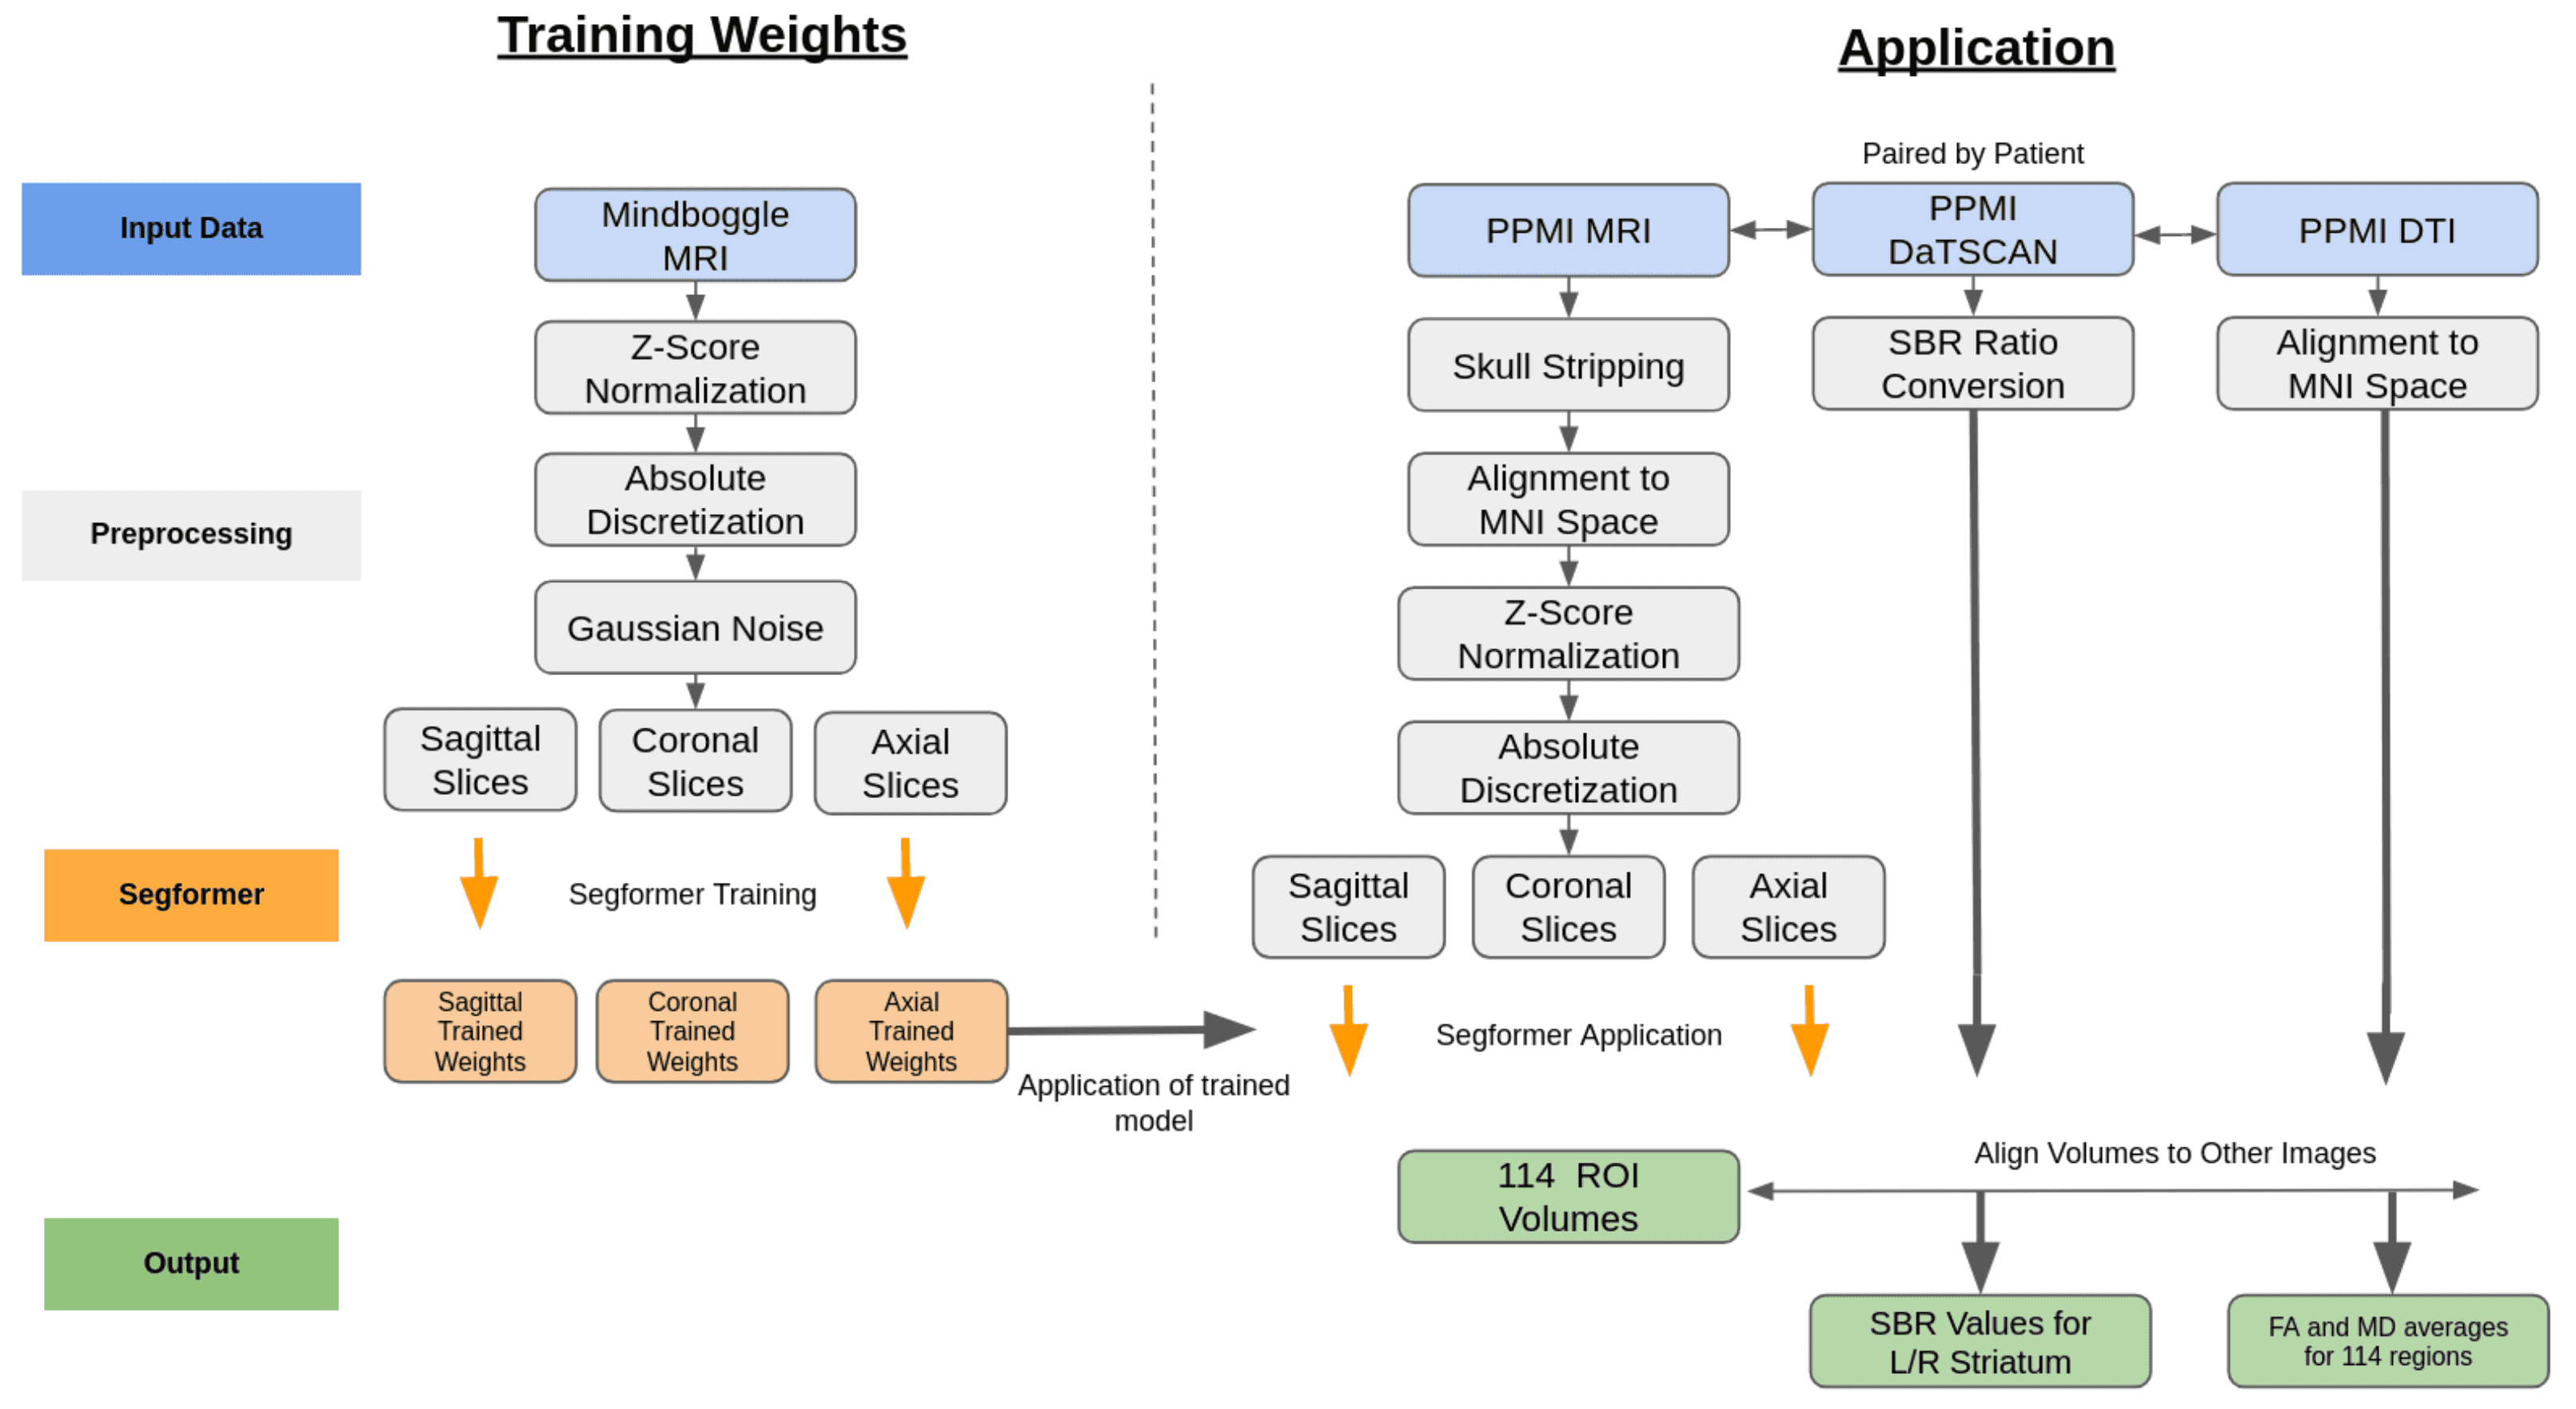 Training Weights
Application
Paired by Patient
Input Data
Mindboggle
MRI
PPMI MRI
PPMI
DaTSCAN
PPMI DTI
Z-Score
Normalization
Skull Stripping
SBR Ratio
Conversion
Alignment to
MNI Space
Preprocessing
Absolute
Discretization
Alignment to
MNI Space
Gaussian Noise
Z-Score
Normalization
Sagittal
Slices
Coronal
Slices
Axial
Slices
Absolute
Discretization
Segformer
Segformer Training
Sagittal
Slices
Coronal
Slices
Axial
Slices
Sagittal
Trained
Weights
Coronal
Trained
Weights
Axial
Trained
Weights
Application of trained
model
Segformer Application
114 ROI
Volumes
Align Volumes to Other Images
Output
SBR Values for
L/R Striatum
FA and MD averages
for 114 regions